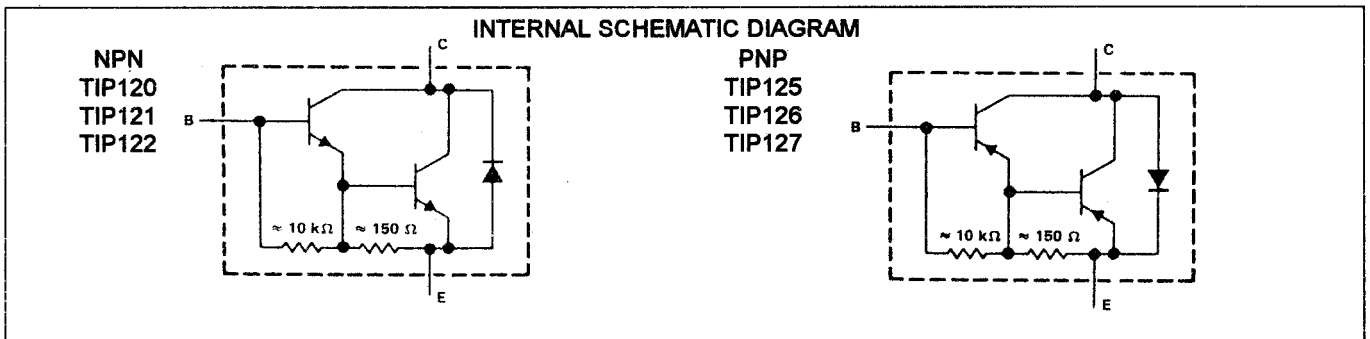 INTERNAL SCHEMATIC DIAGRAM
NPN
TIP120
TIP121
TIP122
C
B
≈ 10 kΩ ≈ 150 Ω
E
PNP
TIP125
TIP126
TIP127
C
B
≈ 10 kΩ ≈ 150 Ω
E